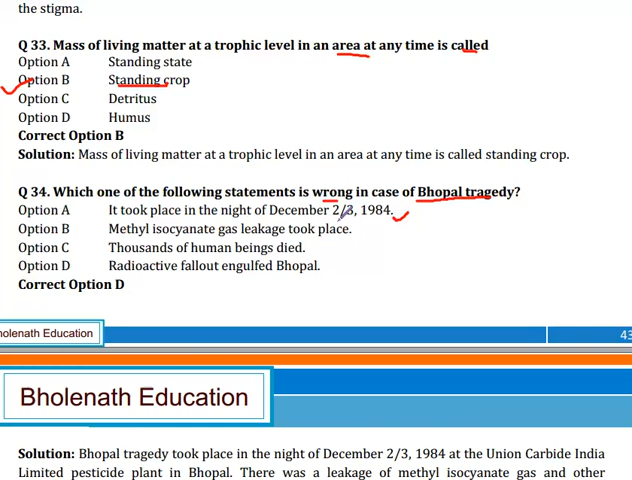 the stigma.
Q 33. Mass of living matter at a trophic level in an area at any time is called
Option A Standing state
Option B Standing crop
Option C Detritus
Option D Humus
Correct Option B
Solution: Mass of living matter at a trophic level in an area at any time is called standing crop.
Q 34. Which one of the following statements is wrong in case of Bhopal tragedy?
Option A It took place in the night of December 2/3, 1984.
Option B Methyl isocyanate gas leakage took place.
Option C Thousands of human beings died.
Option D Radioactive fallout engulfed Bhopal.
Correct Option D
holenath Education 43
Bholenath Education
Solution: Bhopal tragedy took place in the night of December 2/3, 1984 at the Union Carbide India
Limited pesticide plant in Bhopal. There was a leakage of methyl isocyanate gas and other